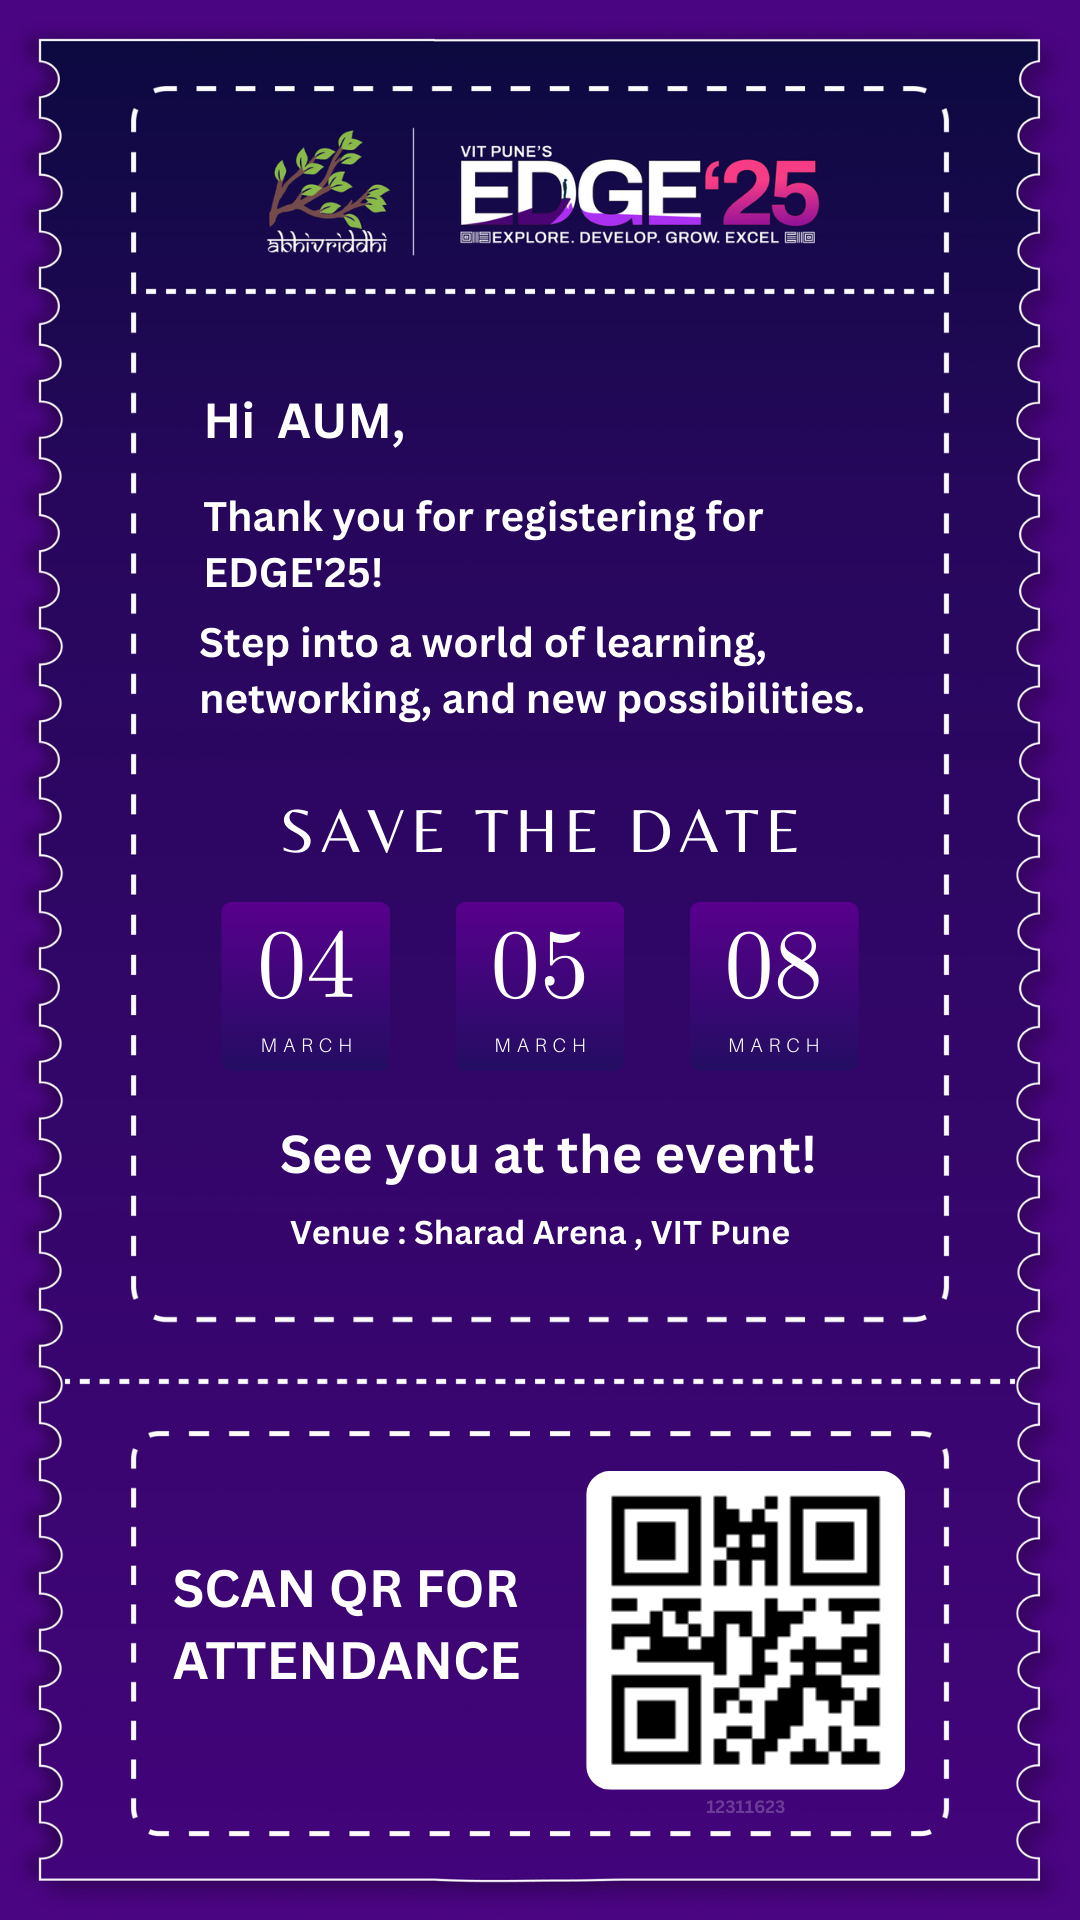 abhivriddhi
VIT PUNE'S
EDGE'25
EXPLORE. DEVELOP. GROW. EXCEL
Hi AUM,
Thank you for registering for
EDGE'25!
Step into a world of learning,
networking, and new possibilities.
SAVE THE DATE
04 05 08
MARCH MARCH MARCH
See you at the event!
Venue : Sharad Arena , VIT Pune
SCAN QR FOR
ATTENDANCE
12311623